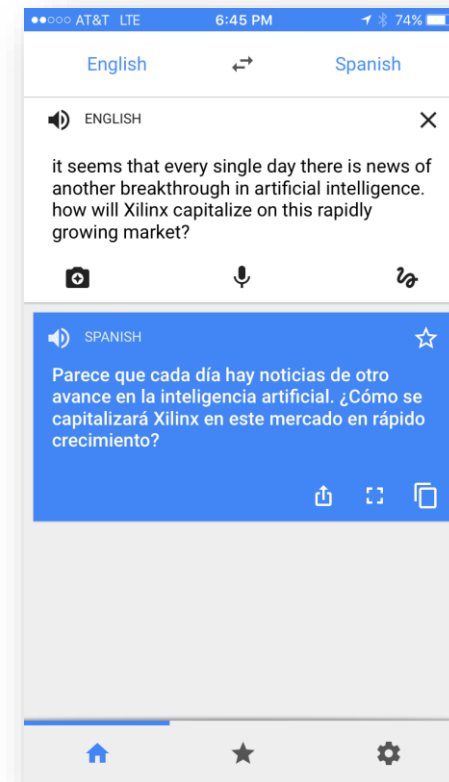 AT&T LTE 6:45 PM 74%
English Spanish
ENGLISH
it seems that every single day there is news of
another breakthrough in artificial intelligence.
how will Xilinx capitalize on this rapidly
growing market?
SPANISH
Parece que cada día hay noticias de otro
avance en la inteligencia artificial. ¿Cómo se
capitalizará Xilinx en este mercado en rápido
crecimiento?